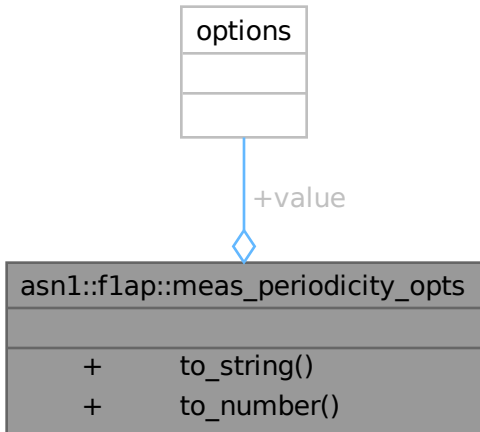 options
+value
asn1::f1ap::meas_periodicity_opts
+ to_string()
+ to_number()